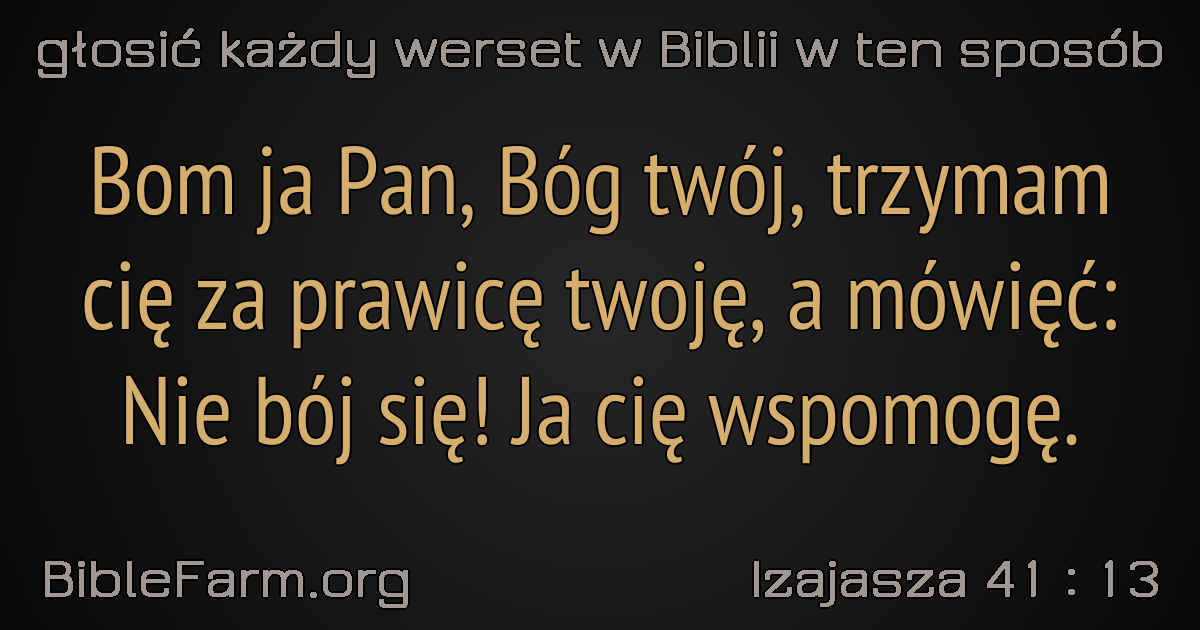 głosić każdy werset w Biblii w ten sposób
Bom ja Pan, Bóg twój, trzymam
cię za prawicę twoję, a mówięć:
Nie bój się! Ja cię wspomogę.
BibleFarm.org
Izajasza 41 : 13